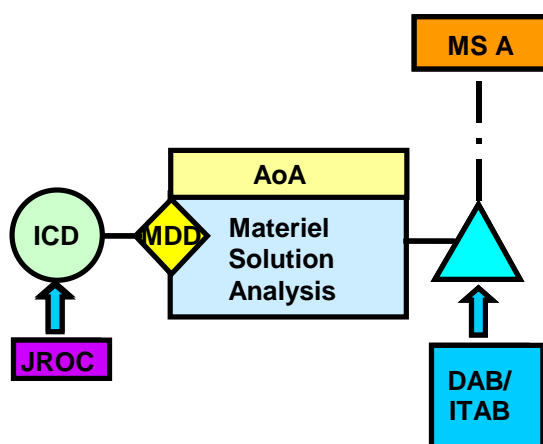 MS A
AoA
ICD
MDD
Materiel
Solution
Analysis
JROC
DAB/
ITAB